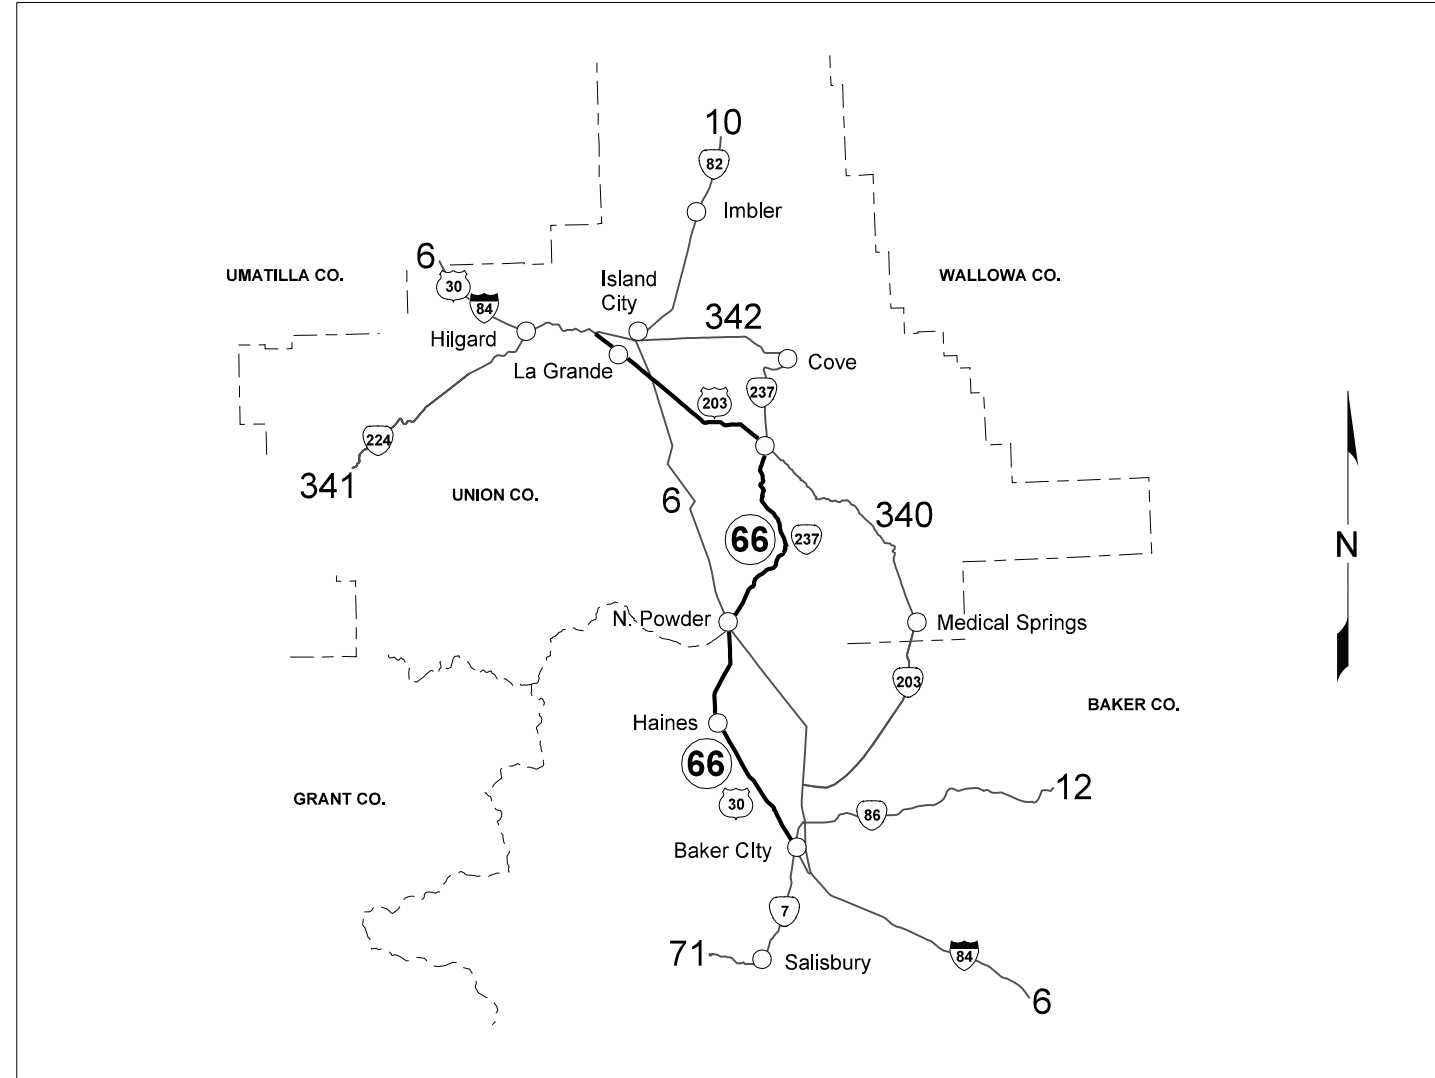 10
82
Imbler
6
UMATILLA CO.
WALLOWA CO.
30
Island
City
84
342
Hilgard
Cove
La Grande
237
203
224
341
UNION CO.
6
340
66
237
N
N. Powder
Medical Springs
203
BAKER CO.
Haines
66
12
GRANT CO.
30
86
Baker CIty
7
71
Salisbury
84
6